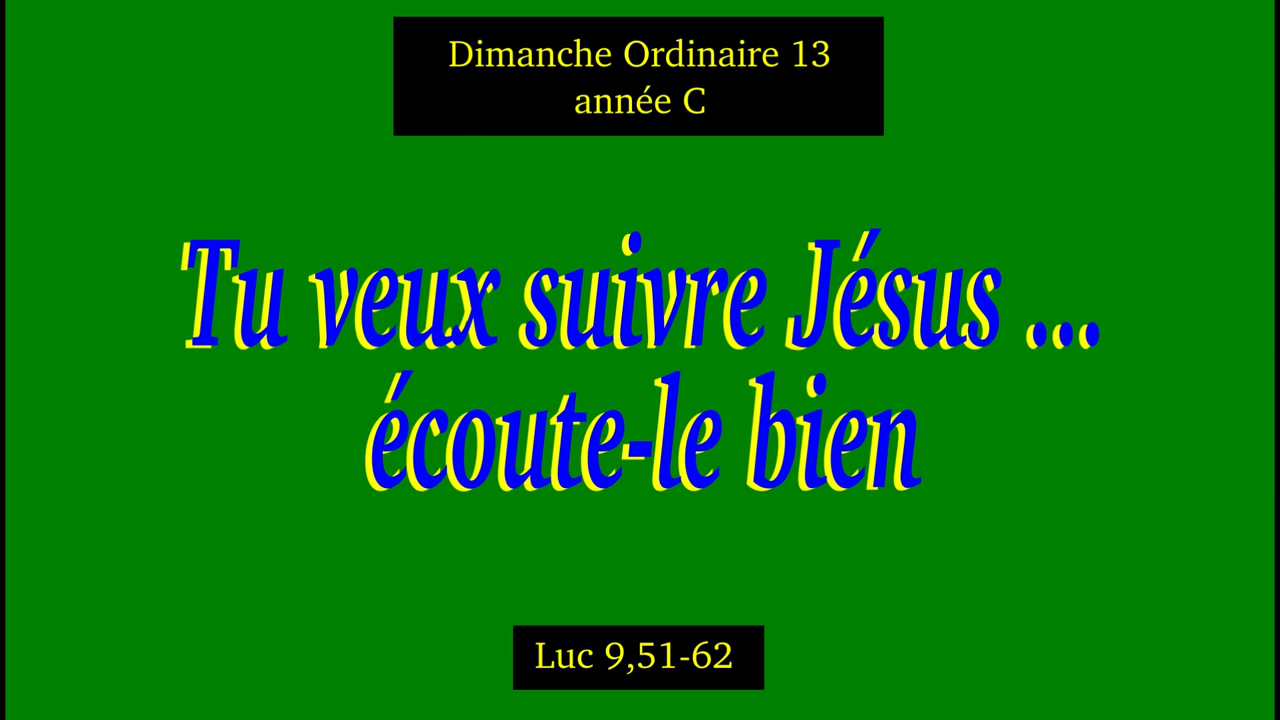 Dimanche Ordinaire 13
année C
Tu veux suivre Jésus ...
écoute-le bien
Luc 9,51-62